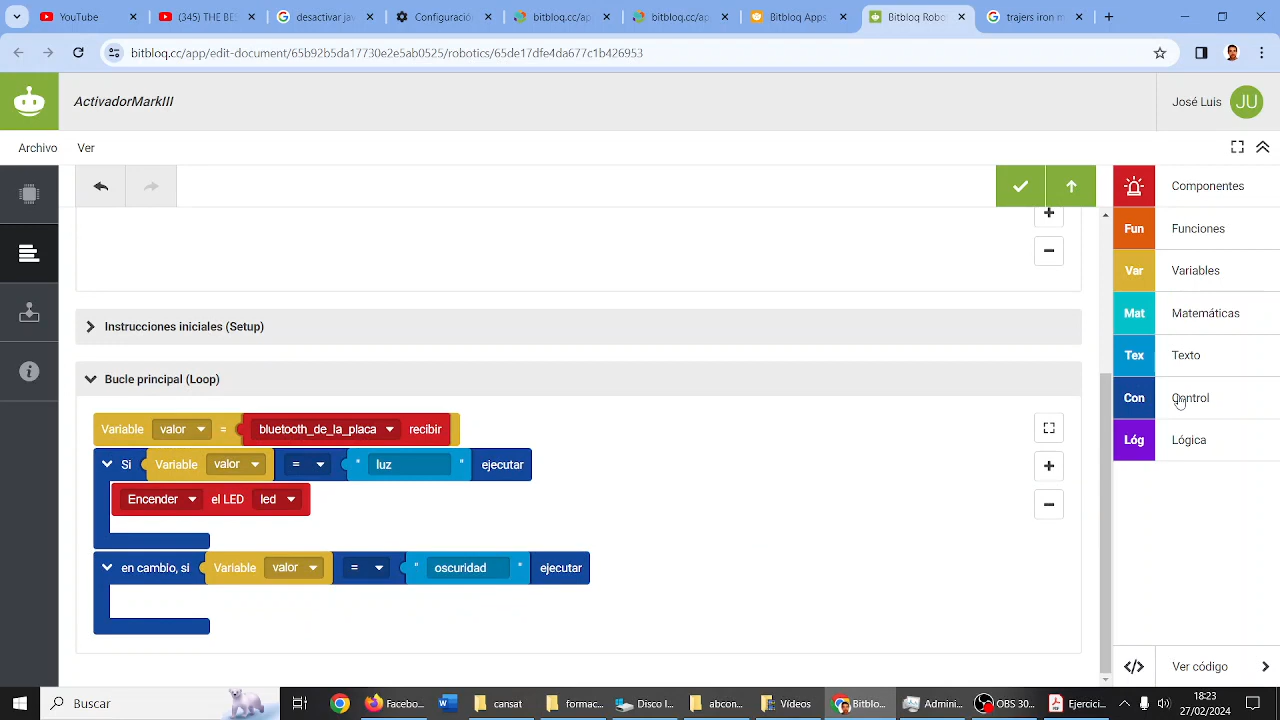 YouTube
(345) THE BE
desactivar ja
Configuració
bitbloq.cc/ap
bitbloq.cc/ap
Bitbloq Apps
Bitbloq Robo
trajers iron m
bitbloq.cc/app/edit-document/65b92b5da17730e2e5ab0525/robotics/65de17dfe4da677c1b426953
ActivadorMarkIII
José Luis JU
Archivo Ver
Componentes
Fun Funciones
Var Variables
Mat Matemáticas
Tex Texto
Con Control
Lóg Lógica
Instrucciones iniciales (Setup)
Bucle principal (Loop)
Variable valor = bluetooth_de_la_placa recibir
Si Variable valor = " luz " ejecutar
Encender el LED led
en cambio, si Variable valor = " oscuridad " ejecutar
</> Ver código
Buscar
Facebo...
cansat
formac...
Disco l...
abcon...
Vídeos
Bitblo...
Admin...
OBS 30...
Ejercic...
18:23
27/02/2024